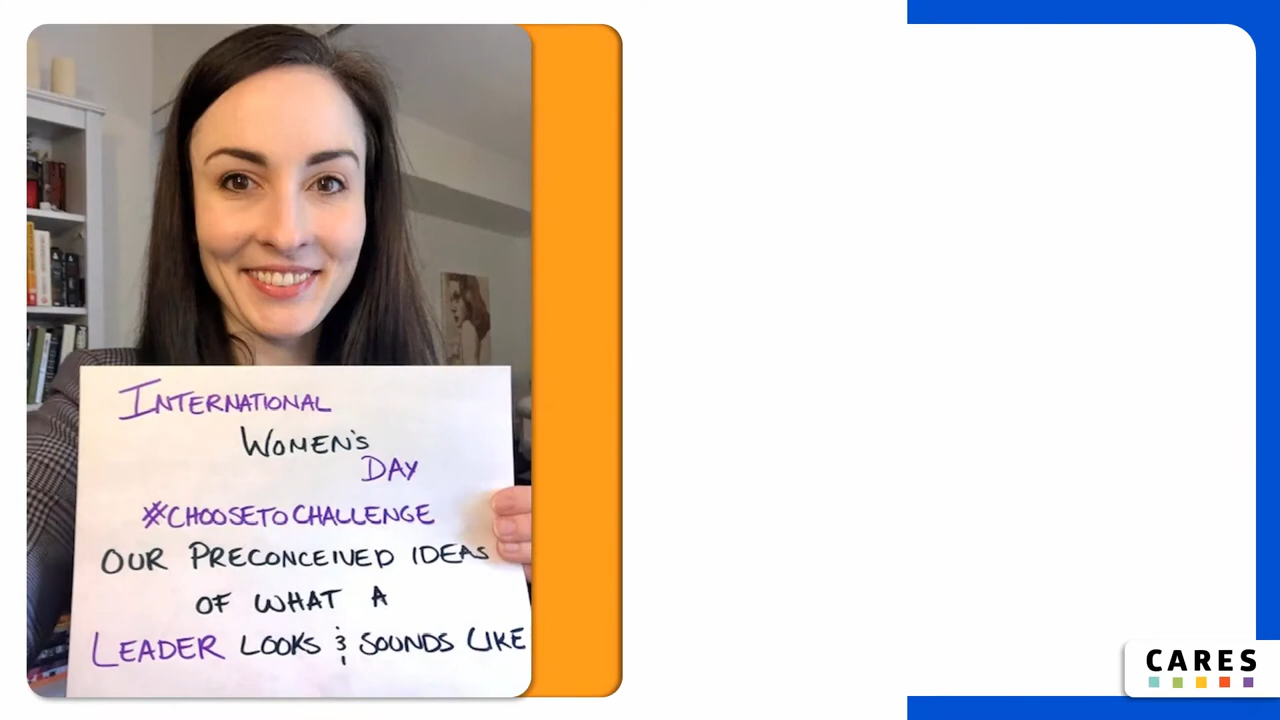 INTERNATIONAL
WOMEN'S
DAY
#CHOOSETOCHALLENGE
OUR PRECONCEIVED IDEAS
OF WHAT A
LEADER LOOKS & SOUNDS LIKE
CARES